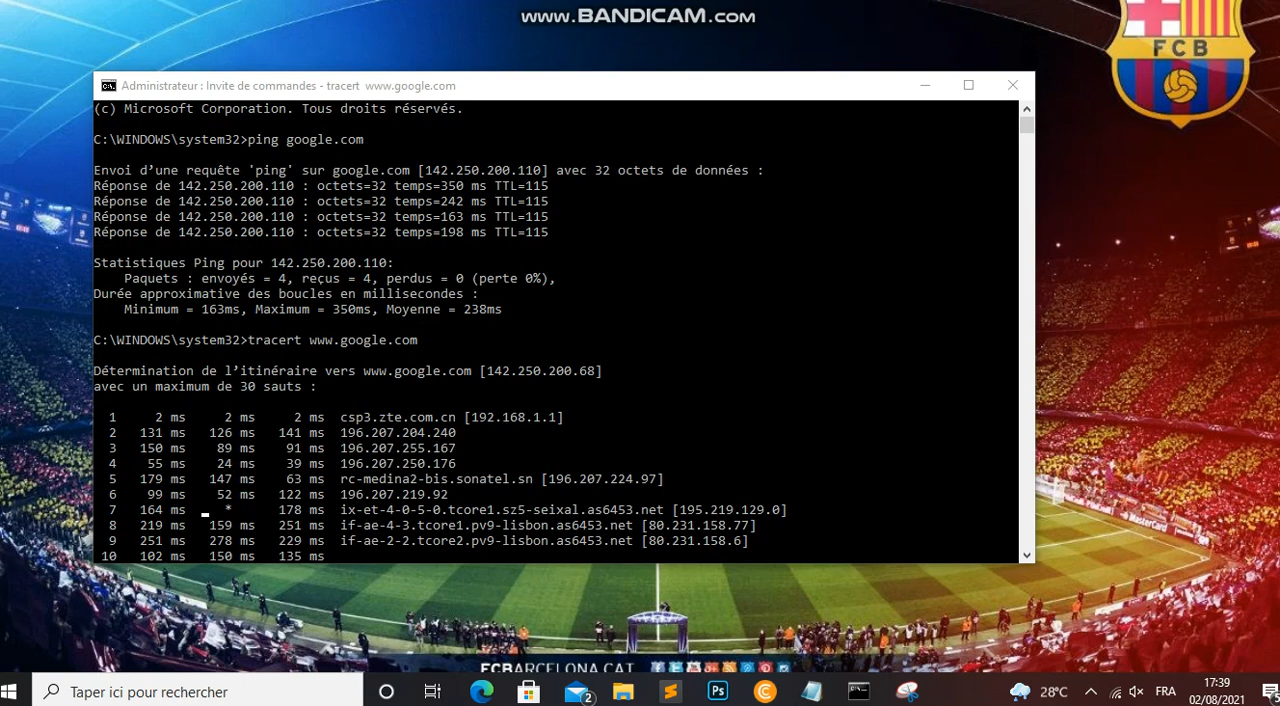 www.BANDICAM.com
FCB
Administrateur : Invite de commandes - tracert  www.google.com
(c) Microsoft Corporation. Tous droits réservés.
C:\WINDOWS\system32>ping google.com
Envoi d’une requête 'ping' sur google.com [142.250.200.110] avec 32 octets de données :
Réponse de 142.250.200.110 : octets=32 temps=350 ms TTL=115
Réponse de 142.250.200.110 : octets=32 temps=242 ms TTL=115
Réponse de 142.250.200.110 : octets=32 temps=163 ms TTL=115
Réponse de 142.250.200.110 : octets=32 temps=198 ms TTL=115
Statistiques Ping pour 142.250.200.110:
Paquets : envoyés = 4, reçus = 4, perdus = 0 (perte 0%),
Durée approximative des boucles en millisecondes :
Minimum = 163ms, Maximum = 350ms, Moyenne = 238ms
C:\WINDOWS\system32>tracert www.google.com
Détermination de l’itinéraire vers www.google.com [142.250.200.68]
avec un maximum de 30 sauts :
1 2 ms 2 ms 2 ms csp3.zte.com.cn [192.168.1.1]
2 131 ms 126 ms 141 ms 196.207.204.240
3 150 ms 89 ms 91 ms 196.207.255.167
4 55 ms 24 ms 39 ms 196.207.250.176
5 179 ms 147 ms 63 ms rc-medina2-bis.sonatel.sn [196.207.224.97]
6 99 ms 52 ms 122 ms 196.207.219.92
7 164 ms * 178 ms ix-et-4-0-5-0.tcore1.sz5-seixal.as6453.net [195.219.129.0]
8 219 ms 159 ms 251 ms if-ae-4-3.tcore1.pv9-lisbon.as6453.net [80.231.158.77]
9 251 ms 278 ms 229 ms if-ae-2-2.tcore2.pv9-lisbon.as6453.net [80.231.158.6]
10 102 ms 150 ms 135 ms
FCBARCELONA.CAT
Taper ici pour rechercher
2
Ps
28°C
FRA
17:39
02/08/2021